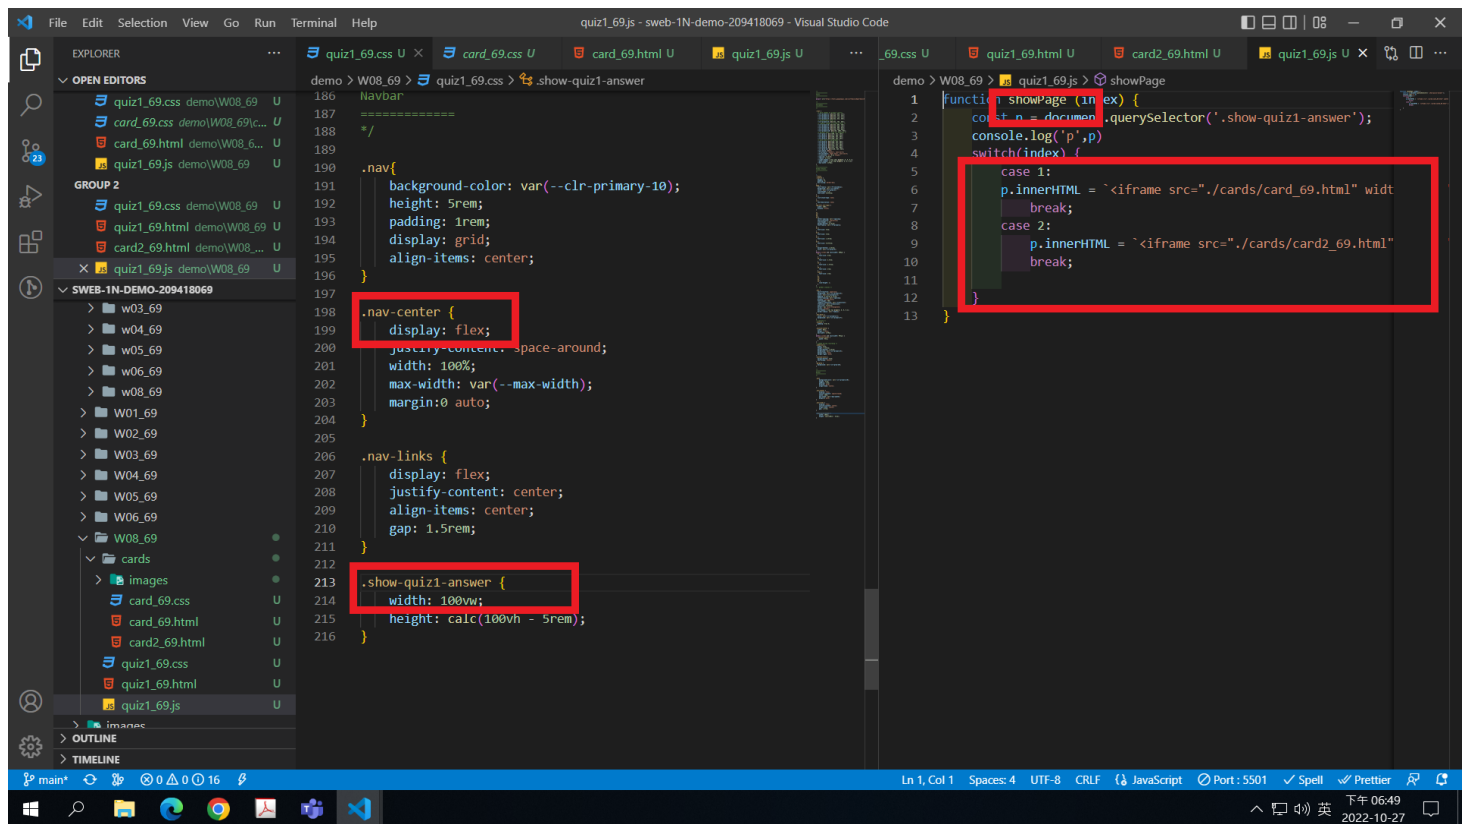 File Edit Selection View Go Run Terminal Help
quiz1_69.js - sweb-1N-demo-209418069 - Visual Studio Code
EXPLORER
OPEN EDITORS
quiz1_69.css demo\W08_69 U
card_69.css demo\W08_69\c... U
card_69.html demo\W08_6... U
quiz1_69.js demo\W08_69 U
GROUP 2
quiz1_69.css demo\W08_69 U
quiz1_69.html demo\W08_69 U
card2_69.html demo\W08_... U
quiz1_69.js demo\W08_69 U
SWEB-1N-DEMO-209418069
w03_69
w04_69
w05_69
w06_69
w08_69
W01_69
W02_69
W03_69
W04_69
W05_69
W06_69
W08_69
cards
images
card_69.css U
card_69.html U
card2_69.html U
quiz1_69.css U
quiz1_69.html U
quiz1_69.js U
images
OUTLINE
TIMELINE
23
quiz1_69.css U
card_69.css U
card_69.html U
quiz1_69.js U
demo > W08_69 > quiz1_69.css > .show-quiz1-answer
186 Navbar
187 =============
188 */
189
190 .nav{
191 background-color: var(--clr-primary-10);
192 height: 5rem;
193 padding: 1rem;
194 display: grid;
195 align-items: center;
196 }
197
198 .nav-center {
199 display: flex;
200 justify-content: space-around;
201 width: 100%;
202 max-width: var(--max-width);
203 margin:0 auto;
204 }
205
206 .nav-links {
207 display: flex;
208 justify-content: center;
209 align-items: center;
210 gap: 1.5rem;
211 }
212
213 .show-quiz1-answer {
214 width: 100vw;
215 height: calc(100vh - 5rem);
216 }
_69.css U
quiz1_69.html U
card2_69.html U
quiz1_69.js U
demo > W08_69 > quiz1_69.js > showPage
1 function showPage (index) {
2 const p = document.querySelector('.show-quiz1-answer');
3 console.log('p',p)
4 switch(index) {
5 case 1:
6 p.innerHTML = `<iframe src="./cards/card_69.html" widt
7 break;
8 case 2:
9 p.innerHTML = `<iframe src="./cards/card2_69.html"
10 break;
11
12 }
13 }
main* 0 0 16
Ln 1, Col 1 Spaces: 4 UTF-8 CRLF JavaScript Port : 5501 Spell Prettier
英
下午 06:49
2022-10-27